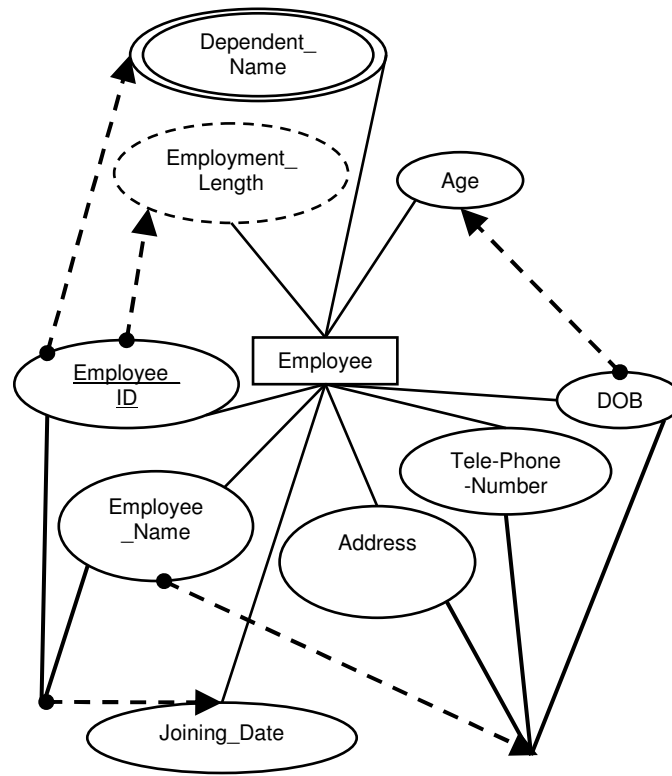 Dependent_
Name
Employment_
Length
Age
Employee
Employee_
ID
DOB
Tele-Phone
-Number
Employee
_Name
Address
Joining_Date